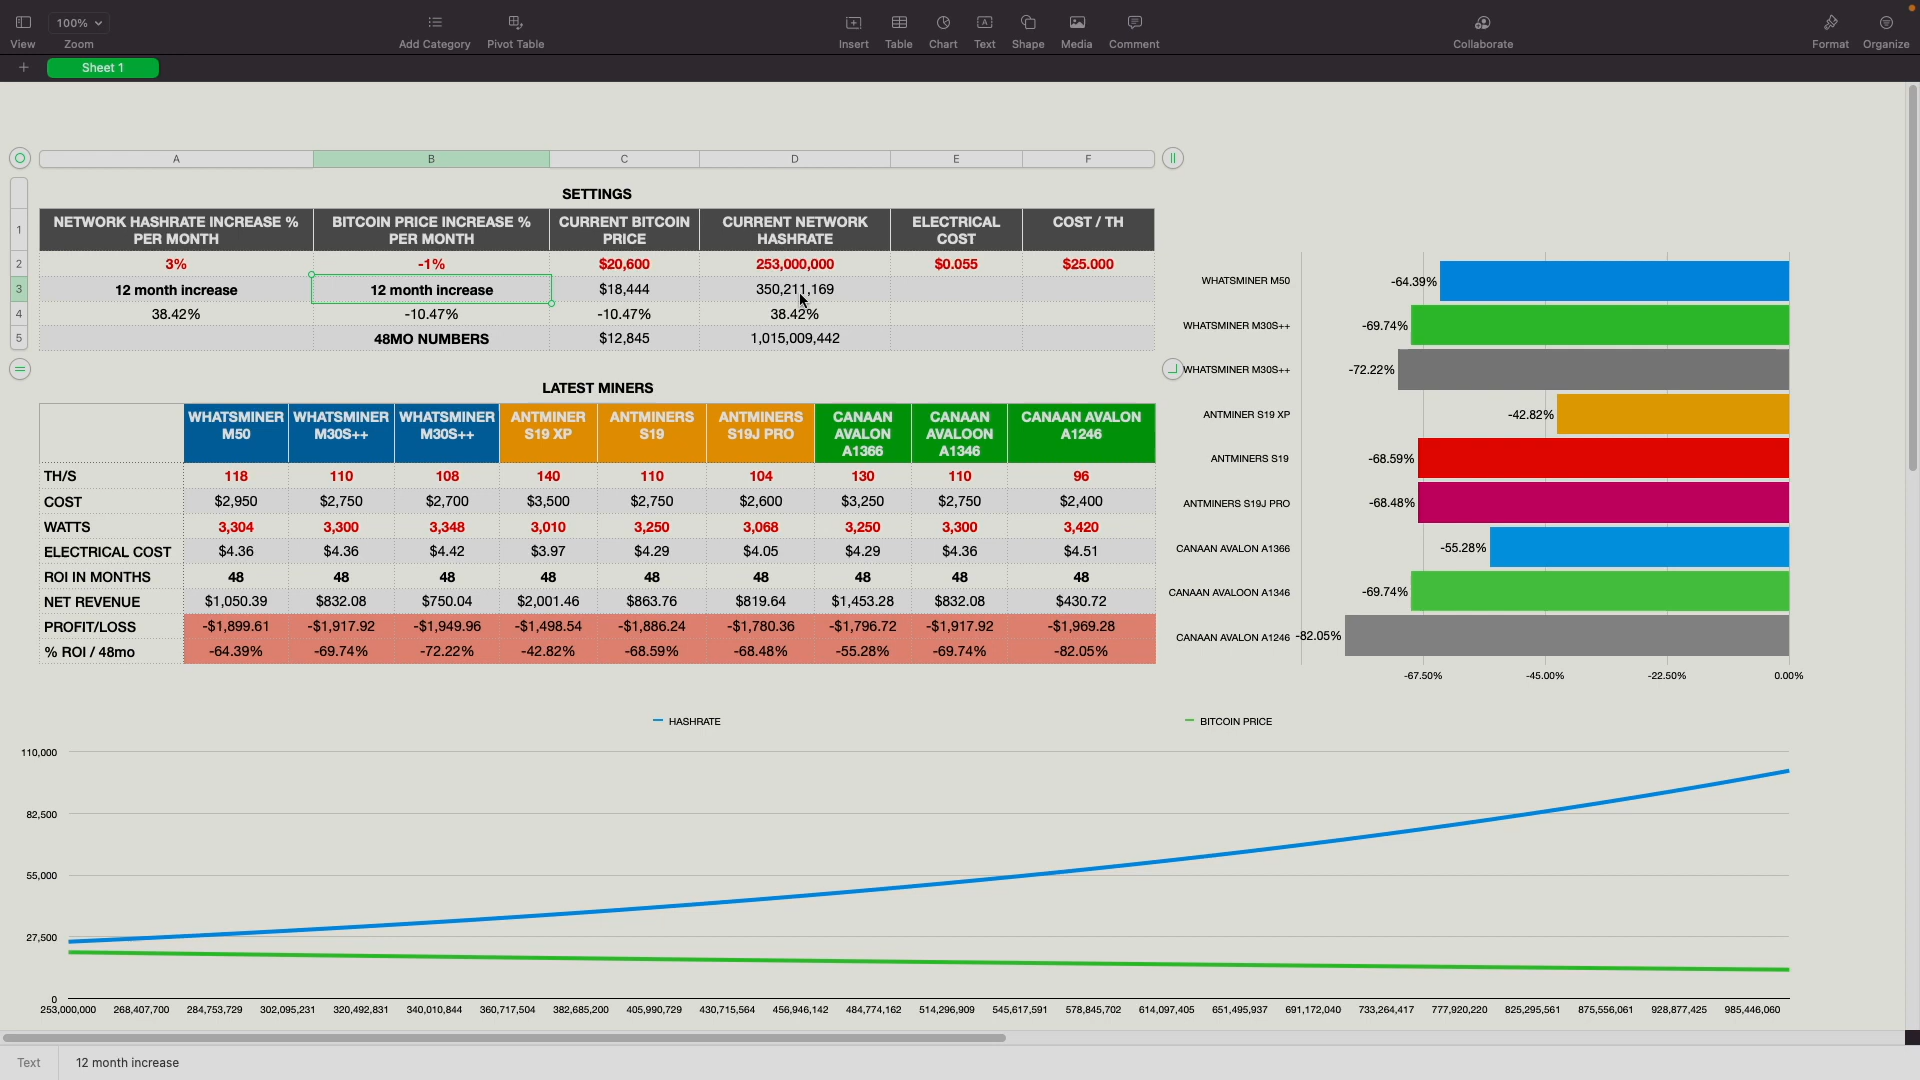 100%
View
Zoom
Add Category
Pivot Table
Insert
Table
Chart
Text
Shape
Media
Comment
Collaborate
Format
Organize
Sheet 1
A B C D E F
SETTINGS
1 NETWORK HASHRATE INCREASE % PER MONTH BITCOIN PRICE INCREASE % PER MONTH CURRENT BITCOIN PRICE CURRENT NETWORK HASHRATE ELECTRICAL COST COST / TH
2 3% -1% $20,600 253,000,000 $0.055 $25.000
3 12 month increase 12 month increase $18,444 350,211,169
4 38.42% -10.47% -10.47% 38.42%
5 48MO NUMBERS $12,845 1,015,009,442
LATEST MINERS
WHATSMINER M50 WHATSMINER M30S++ WHATSMINER M30S++ ANTMINER S19 XP ANTMINERS S19 ANTMINERS S19J PRO CANAAN AVALON A1366 CANAAN AVALOON A1346 CANAAN AVALON A1246
TH/S 118 110 108 140 110 104 130 110 96
COST $2,950 $2,750 $2,700 $3,500 $2,750 $2,600 $3,250 $2,750 $2,400
WATTS 3,304 3,300 3,348 3,010 3,250 3,068 3,250 3,300 3,420
ELECTRICAL COST $4.36 $4.36 $4.42 $3.97 $4.29 $4.05 $4.29 $4.36 $4.51
ROI IN MONTHS 48 48 48 48 48 48 48 48 48
NET REVENUE $1,050.39 $832.08 $750.04 $2,001.46 $863.76 $819.64 $1,453.28 $832.08 $430.72
PROFIT/LOSS -$1,899.61 -$1,917.92 -$1,949.96 -$1,498.54 -$1,886.24 -$1,780.36 -$1,796.72 -$1,917.92 -$1,969.28
% ROI / 48mo -64.39% -69.74% -72.22% -42.82% -68.59% -68.48% -55.28% -69.74% -82.05%
WHATSMINER M50 -64.39%
WHATSMINER M30S++ -69.74%
WHATSMINER M30S++ -72.22%
ANTMINER S19 XP -42.82%
ANTMINERS S19 -68.59%
ANTMINERS S19J PRO -68.48%
CANAAN AVALON A1366 -55.28%
CANAAN AVALOON A1346 -69.74%
CANAAN AVALON A1246 -82.05%
-67.50% -45.00% -22.50% 0.00%
HASHRATE BITCOIN PRICE
110,000
82,500
55,000
27,500
0
253,000,000 268,407,700 284,753,729 302,095,231 320,492,831 340,010,844 360,717,504 382,685,200 405,990,729 430,715,564 456,946,142 484,774,162 514,296,909 545,617,591 578,845,702 614,097,405 651,495,937 691,172,040 733,264,417 777,920,220 825,295,561 875,556,061 928,877,425 985,446,060
Text 12 month increase